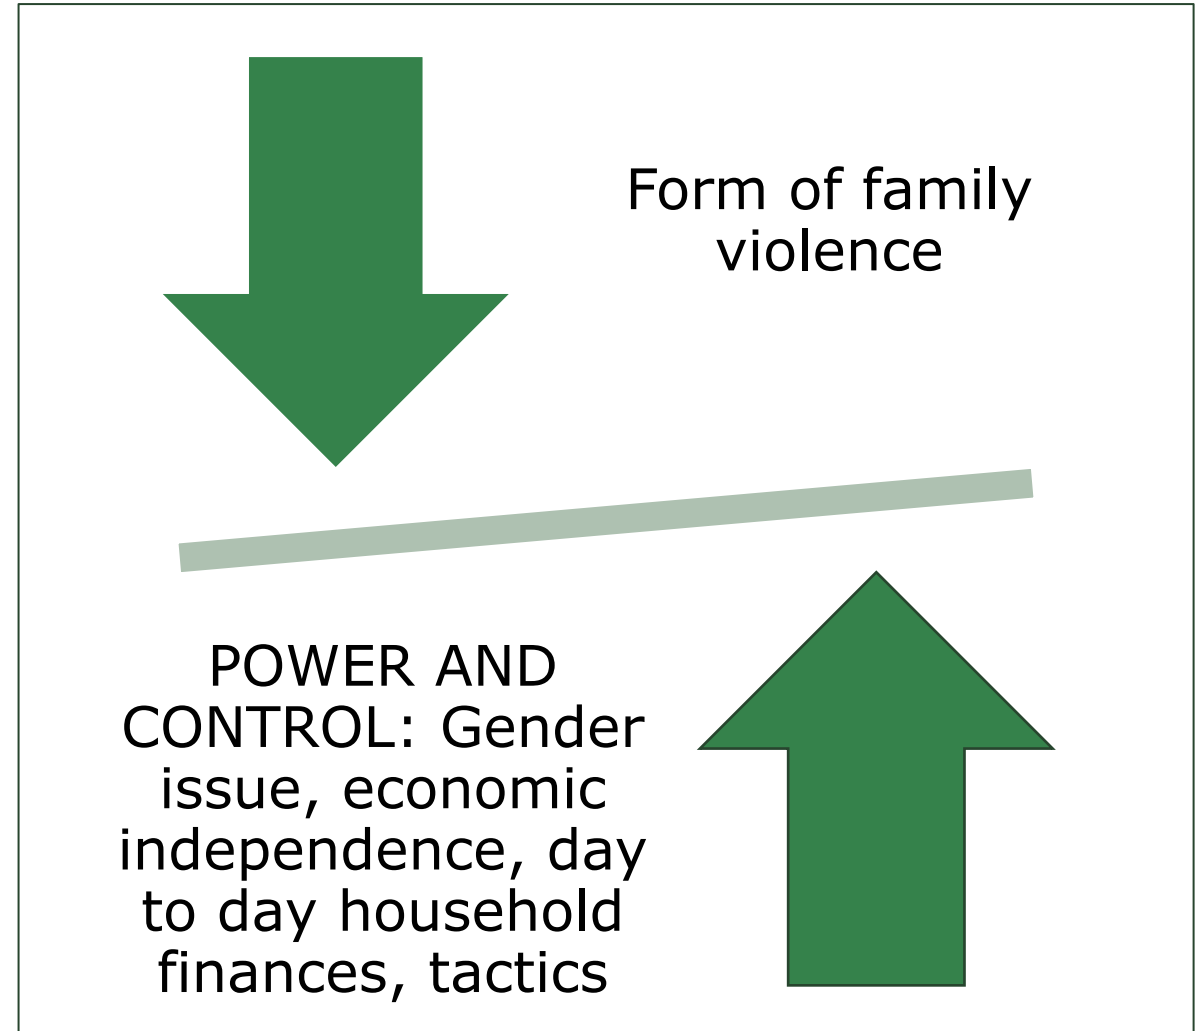 Form of family
violence
POWER AND
CONTROL: Gender
issue, economic
independence, day
to day household
finances, tactics